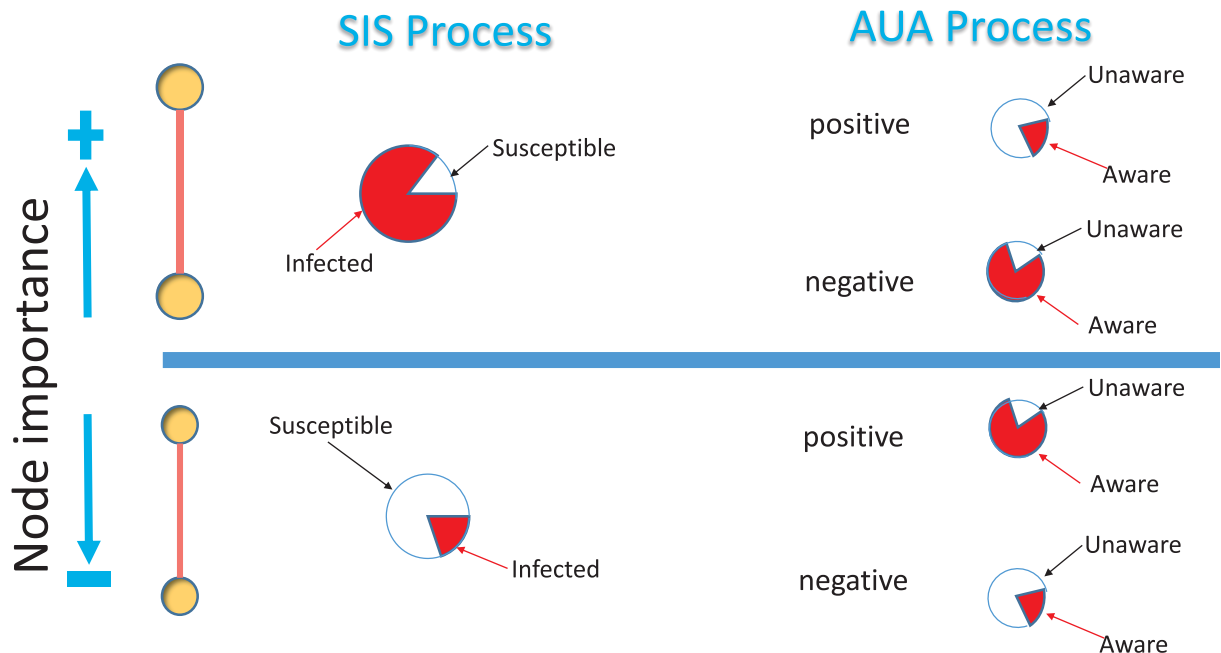 SIS Process
AUA Process
Node importance
+
Susceptible
Infected
positive
Unaware
Aware
negative
Unaware
Aware
Susceptible
Infected
positive
Unaware
Aware
negative
Unaware
Aware